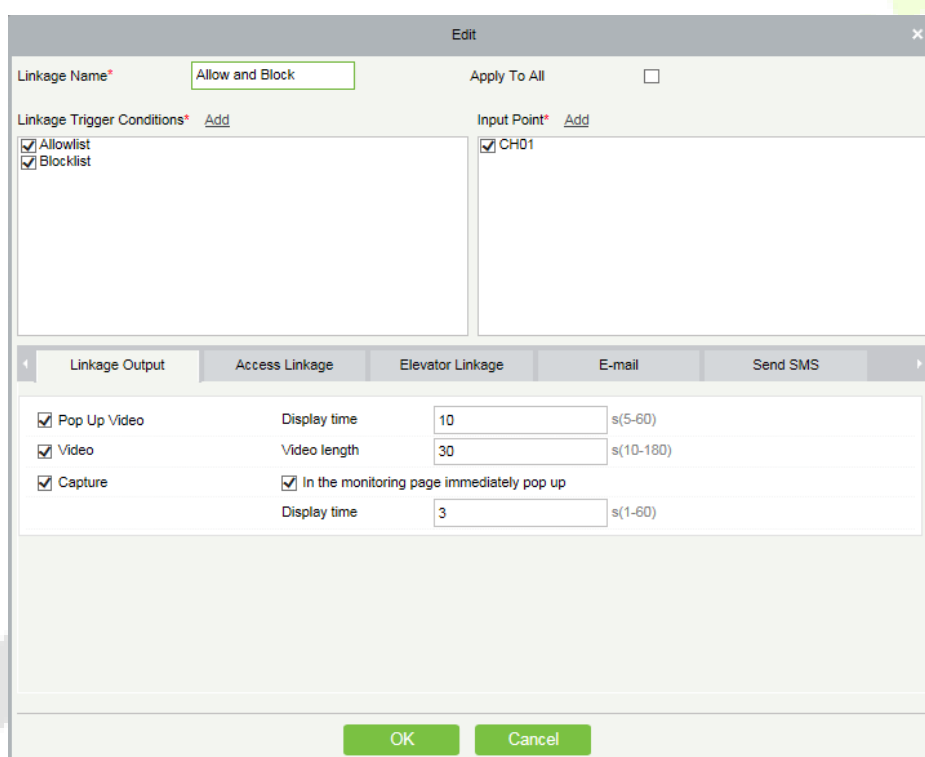 Edit
Linkage Name* Allow and Block Apply To All
Linkage Trigger Conditions* Add Input Point* Add
Allowlist CH01
Blocklist
Linkage Output Access Linkage Elevator Linkage E-mail Send SMS
Pop Up Video Display time 10 s(5-60)
Video Video length 30 s(10-180)
Capture In the monitoring page immediately pop up
Display time 3 s(1-60)
OK Cancel